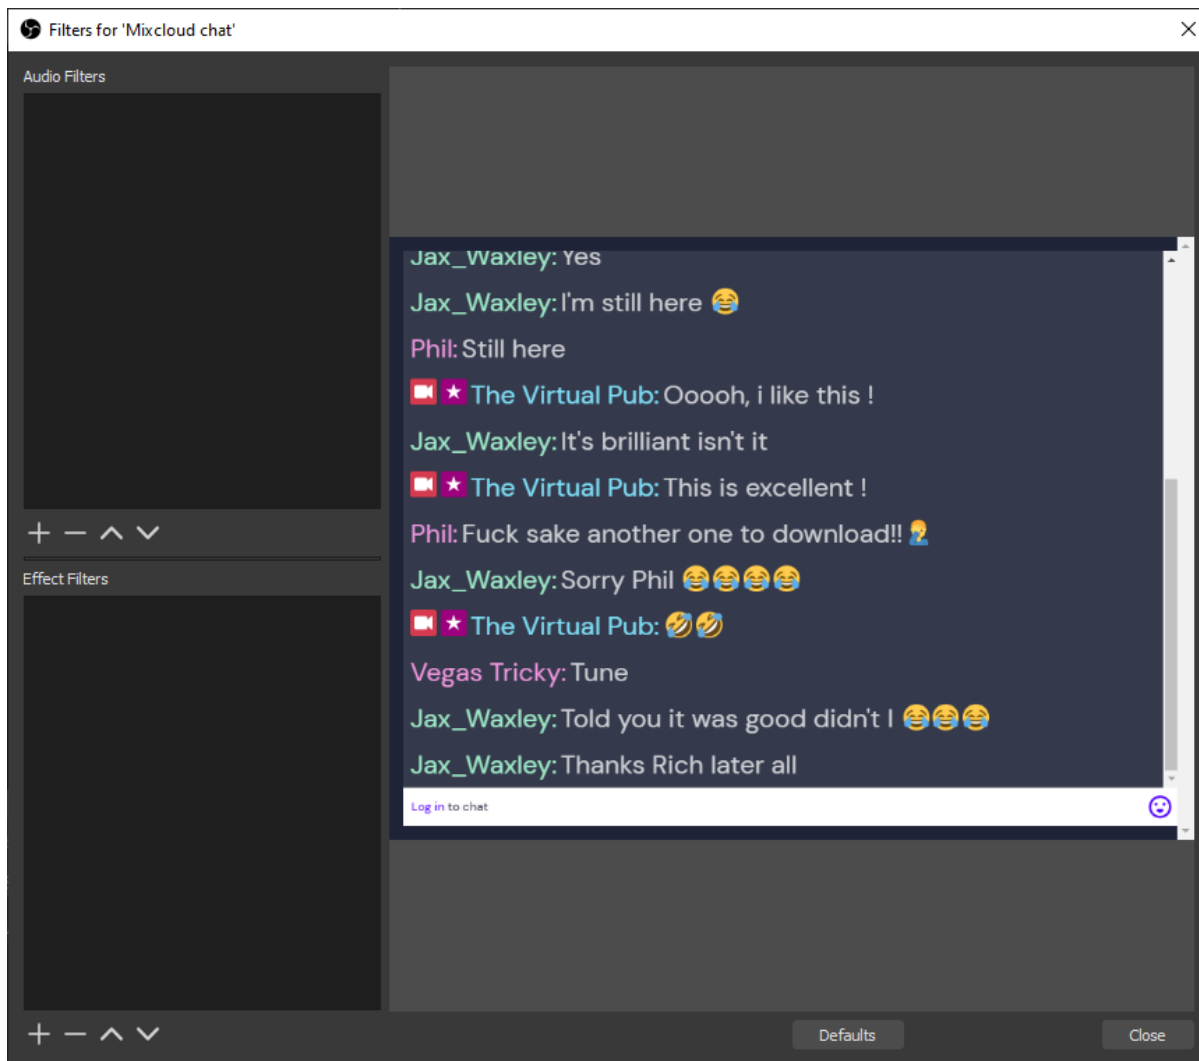 Filters for 'Mixcloud chat'
Audio Filters
Jax_Waxley: Yes
Jax_Waxley: I'm still here 😂
Phil: Still here
The Virtual Pub: Ooooh, i like this !
Jax_Waxley: It's brilliant isn't it
The Virtual Pub: This is excellent !
Phil: Fuck sake another one to download!! 🤦‍♂️
Jax_Waxley: Sorry Phil 😂😂😂😂
The Virtual Pub: 🤣🤣
Vegas Tricky: Tune
Jax_Waxley: Told you it was good didn't I 😂😂😂
Jax_Waxley: Thanks Rich later all
Log in to chat
Effect Filters
Defaults
Close